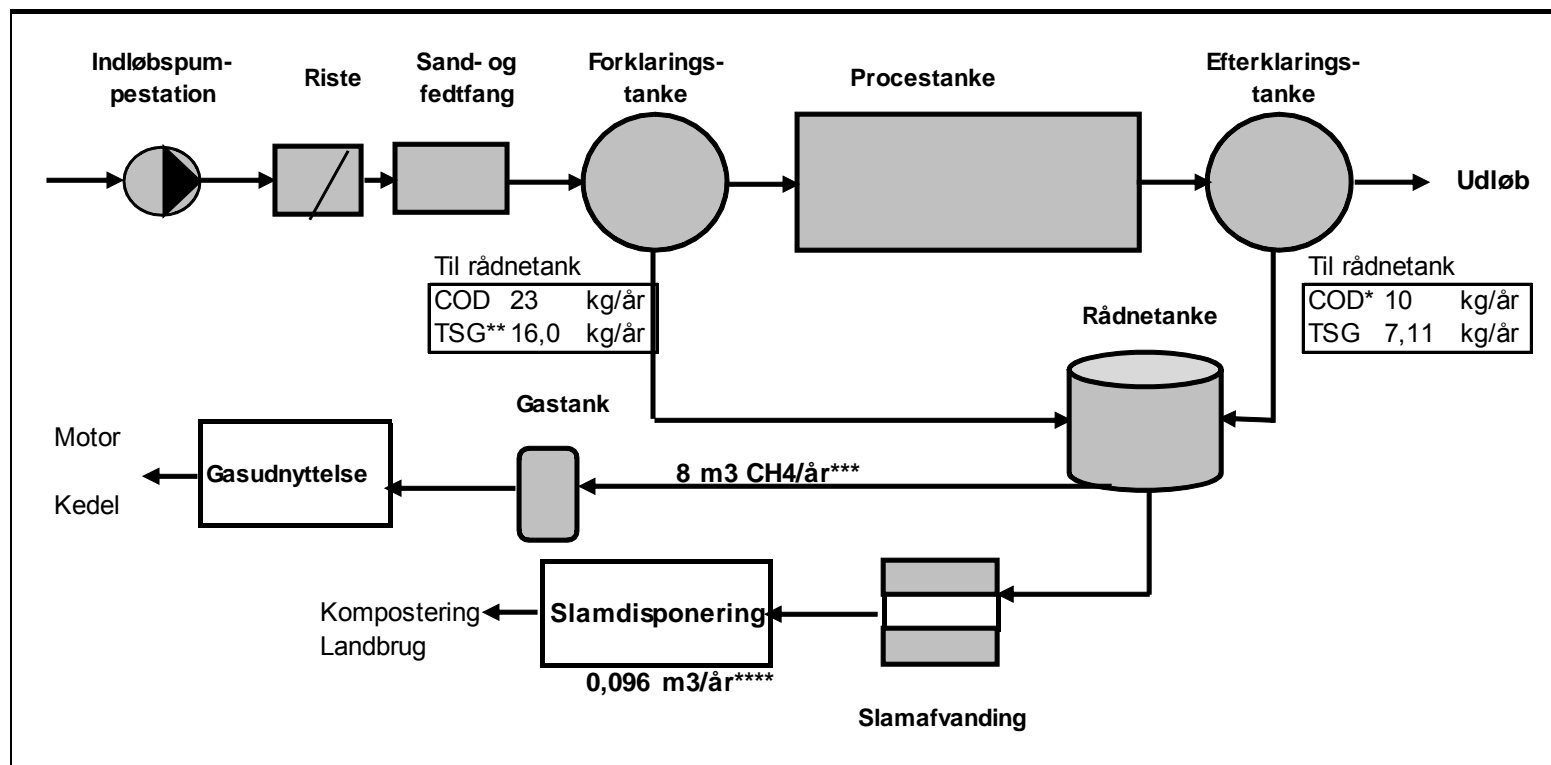 Indløbspum-
pestation
Riste
Sand- og
fedtfang
Forklarings-
tanke
Procestanke
Efterklarings-
tanke
Udløb
Til rådnetank
COD 23 kg/år
TSG** 16,0 kg/år
Til rådnetank
COD* 10 kg/år
TSG 7,11 kg/år
Rådnetanke
Gastank
Motor
Kedel
Gasudnyttelse
8 m3 CH4/år***
Kompostering
Landbrug
Slamdisponering
0,096 m3/år****
Slamafvanding